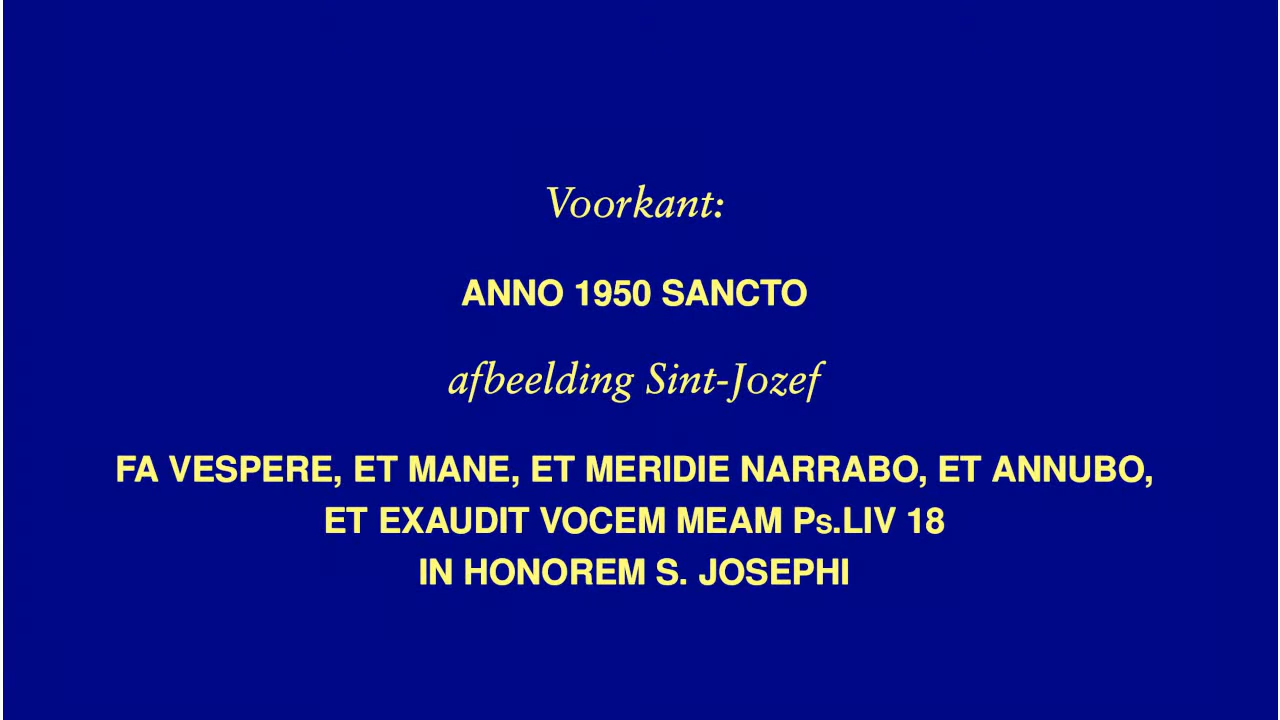 Voorkant:
ANNO 1950 SANCTO
afbeelding Sint-Jozef
FA VESPERE, ET MANE, ET MERIDIE NARRABO, ET ANNUBO,
ET EXAUDIT VOCEM MEAM Ps.LIV 18
IN HONOREM S. JOSEPHI